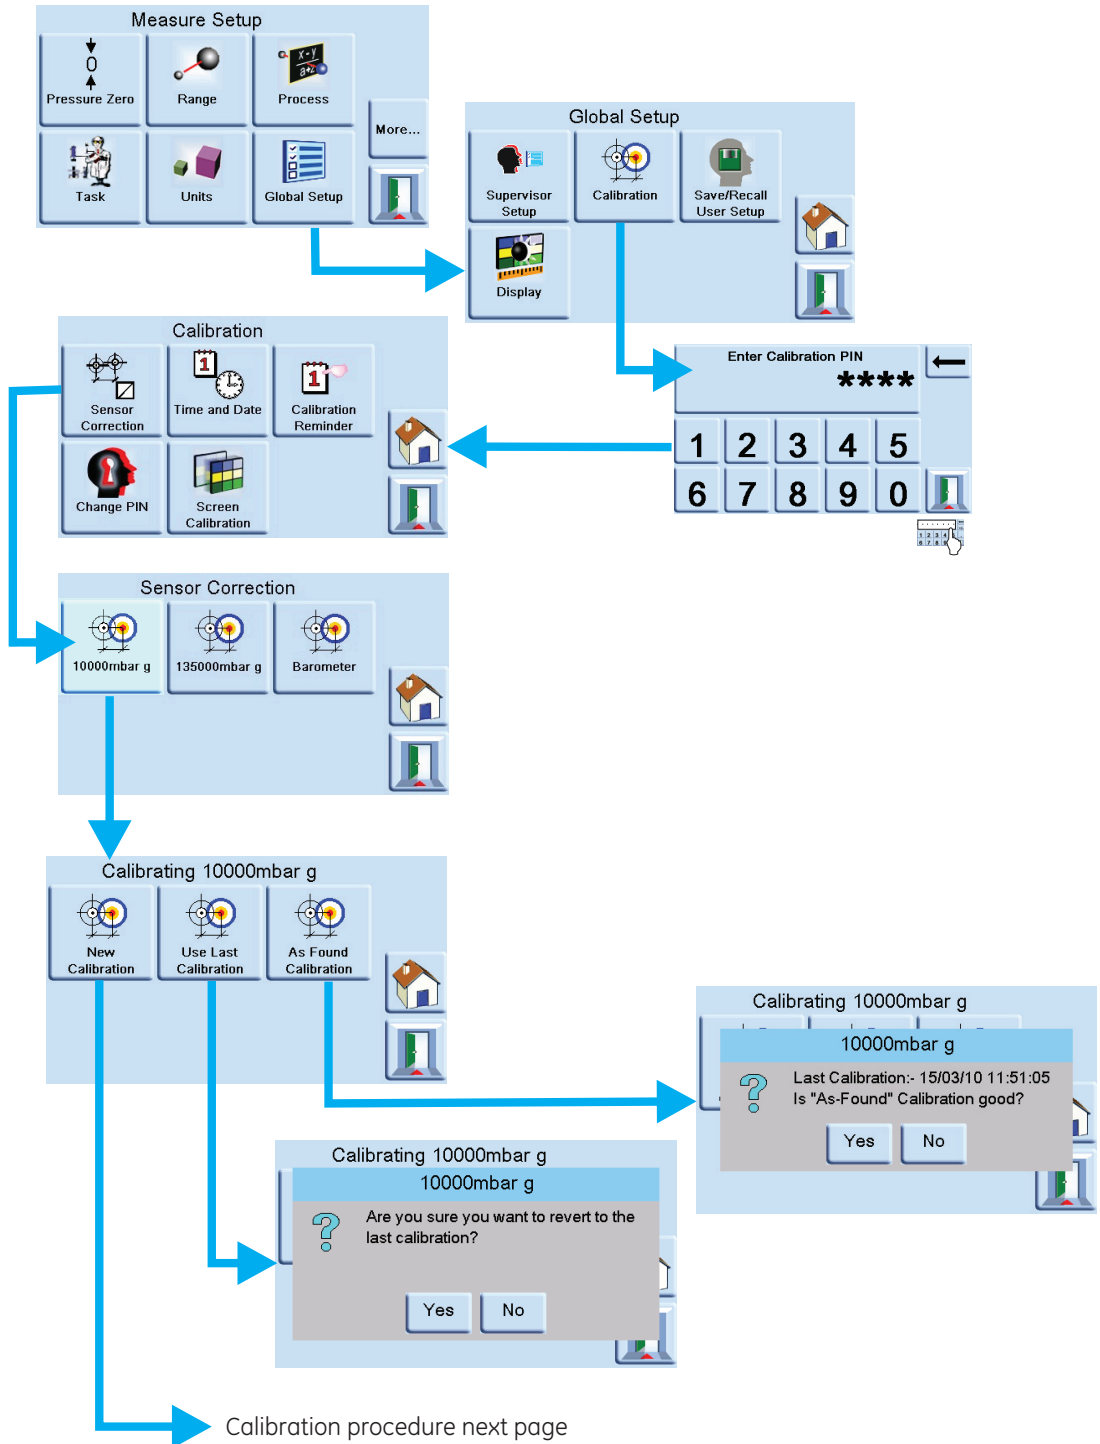 Measure Setup
0
Pressure Zero
Range
x-y
a+z
Process
More...
Task
Units
Global Setup
Global Setup
Supervisor
Setup
Calibration
Save/Recall
User Setup
Display
Enter Calibration PIN
****
1 2 3 4 5
6 7 8 9 0
Calibration
Sensor
Correction
1
Time and Date
1
Calibration
Reminder
Change PIN
Screen
Calibration
Sensor Correction
10000mbar g
135000mbar g
Barometer
Calibrating 10000mbar g
New
Calibration
Use Last
Calibration
As Found
Calibration
Calibrating 10000mbar g
10000mbar g
?
Last Calibration:- 15/03/10 11:51:05
Is "As-Found" Calibration good?
Yes
No
Calibrating 10000mbar g
10000mbar g
?
Are you sure you want to revert to the
last calibration?
Yes
No
Calibration procedure next page